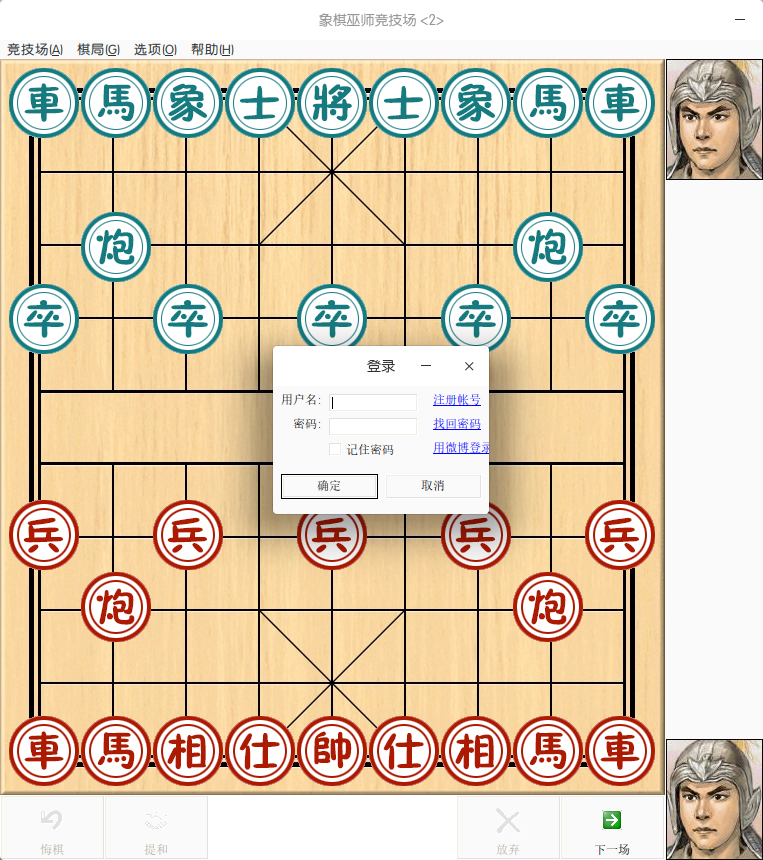 象棋巫师竞技场 <2>
竞技场(A) 棋局(G) 选项(O) 帮助(H)
車 馬 象 士 將 士 象 馬 車
炮 炮
卒 卒 卒 卒 卒
登录
用户名: 注册帐号
密码: 找回密码
记住密码 用微博登录
确定 取消
兵 兵 兵 兵 兵
炮 炮
車 馬 相 仕 帥 仕 相 馬 車
悔棋 提和 放弃 下一场